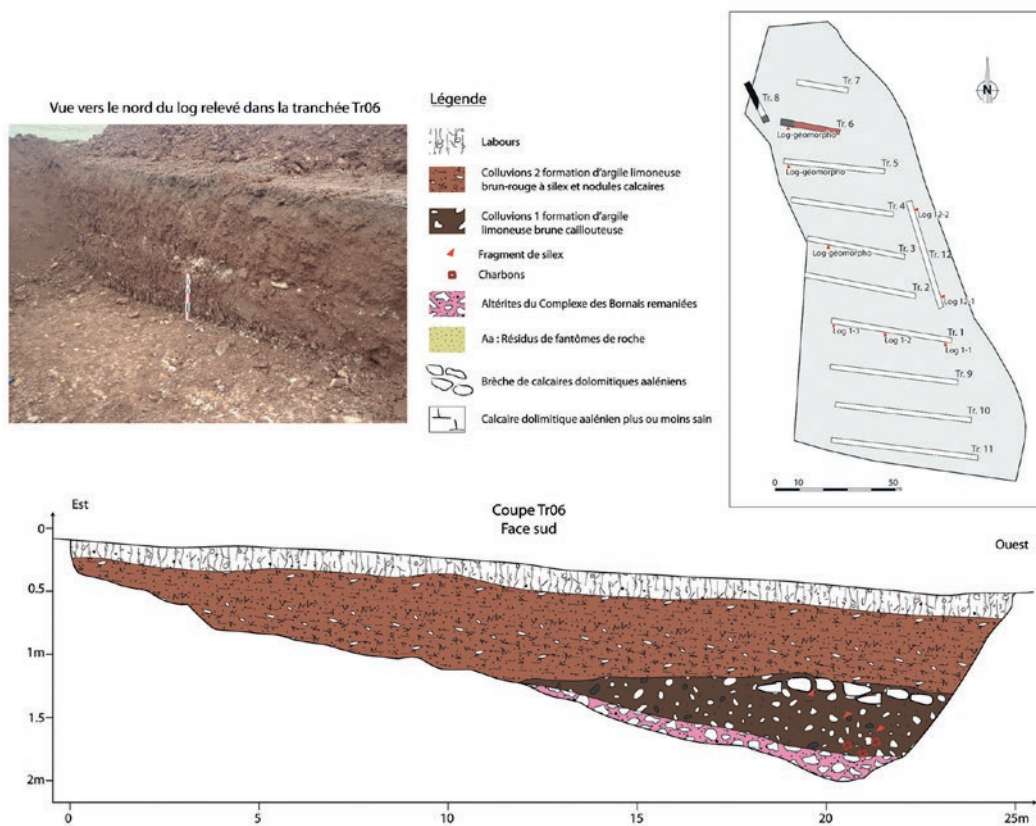 Vue vers le nord du log relevé dans la tranchée Tr06
Légende
Labours
Colluvions 2 formation d'argile limoneuse
brun-rouge à silex et nodules calcaires
Colluvions 1 formation d'argile
limoneuse brune caillouteuse
Fragment de silex
Charbons
Altérites du Complexe des Bornais remaniées
Aa : Résidus de fantômes de roche
Brèche de calcaires dolomitiques aaléniens
Calcaire dolimitique aalénien plus ou moins sain
N
Tr. 7
Tr. 8
Tr. 6
Log-géomorpho
Tr. 5
Log-géomorpho
Tr. 4
Log 12-2
Tr. 12
Log-géomorpho
Tr. 3
Tr. 2
Log 12-1
Tr. 1
Log 1-3
Log 1-2
Log 1-1
Tr. 9
Tr. 10
Tr. 11
0 10 50
m
Coupe Tr06
Face sud
Est
Ouest
0
0.5
1m
1.5
2m
0 5 10 15 20 25m